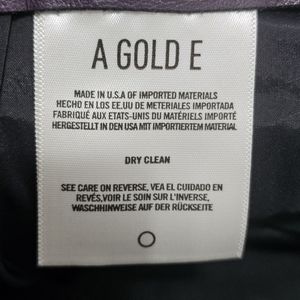 A GOLD E
MADE IN U.S.A OF IMPORTED MATERIALS
HECHO EN LOS EE.UU DE METERIALES IMPORTADA
FABRIQUÉ AUX ETATS-UNIS DU MATÉRIELS IMPORTÉ
HERGESTELLT IN DEN USA MIT IMPORTIERTEM MATERIAL
DRY CLEAN
SEE CARE ON REVERSE, VEA EL CUIDADO EN
REVÉS,VOIR LE SOIN SUR L'INVERSE,
WASCHHINWEISE AUF DER RÜCKSEITE